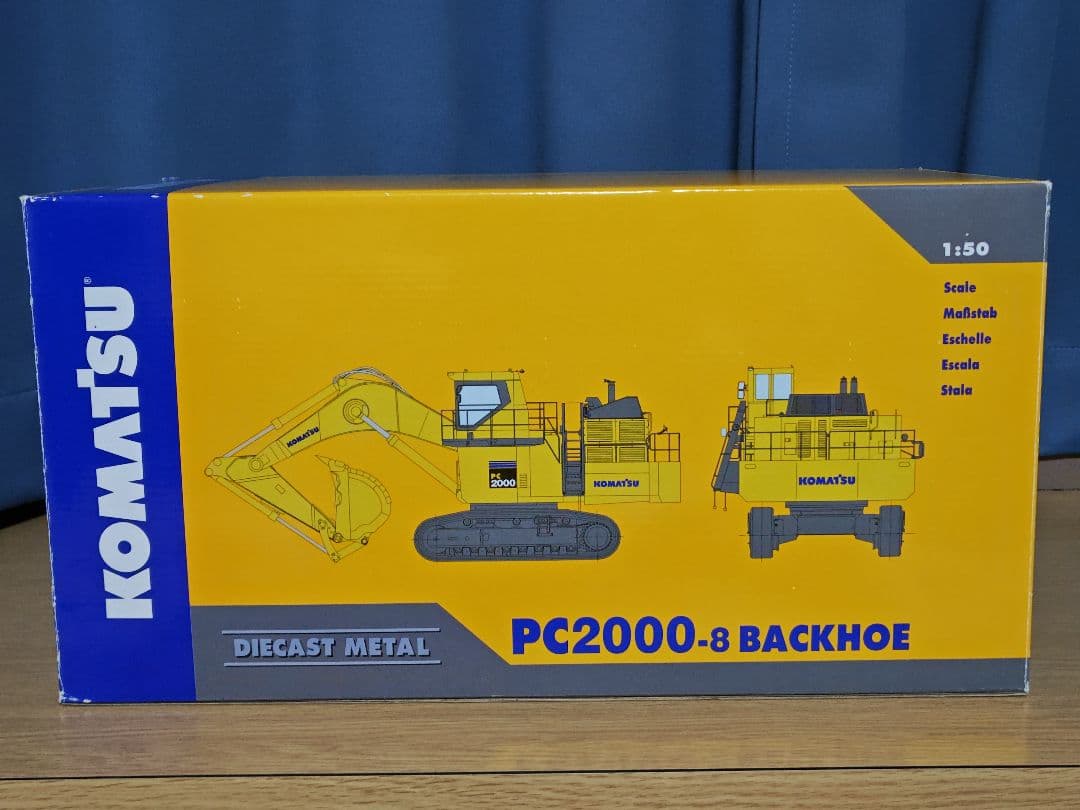 KOMATSU®
1:50
Scale
Maßstab
Eschelle
Escala
Stala
KOMATSU
PC
2000
KOMATSU
KOMATSU
DIECAST METAL
PC2000-8 BACKHOE